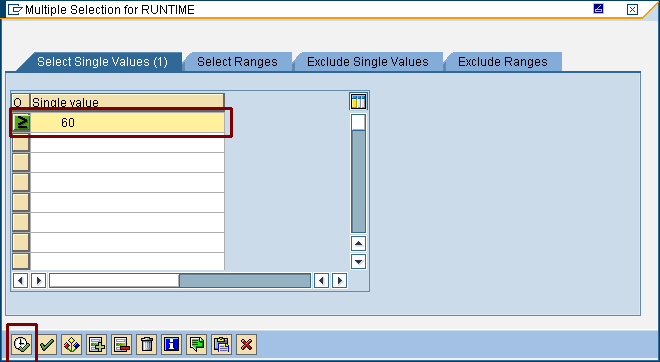 Multiple Selection for RUNTIME
Select Single Values (1) Select Ranges Exclude Single Values Exclude Ranges
O Single value
≥ 60